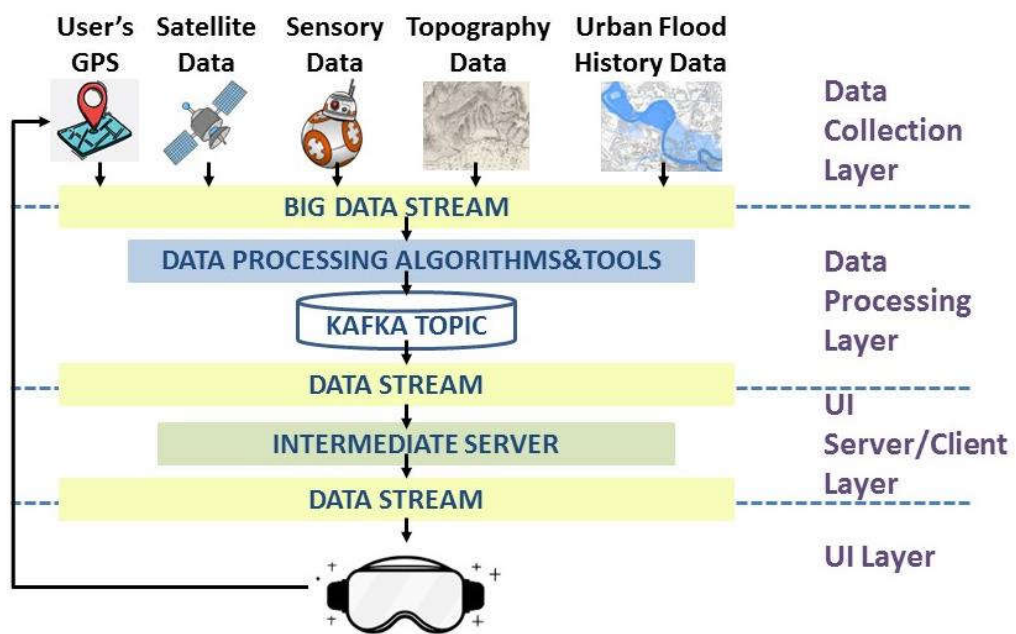 User's
GPS
Satellite
Data
Sensory
Data
Topography
Data
Urban Flood
History Data
Data
Collection
Layer
BIG DATA STREAM
DATA PROCESSING ALGORITHMS&TOOLS
KAFKA TOPIC
Data
Processing
Layer
DATA STREAM
INTERMEDIATE SERVER
UI
Server/Client
Layer
DATA STREAM
UI Layer